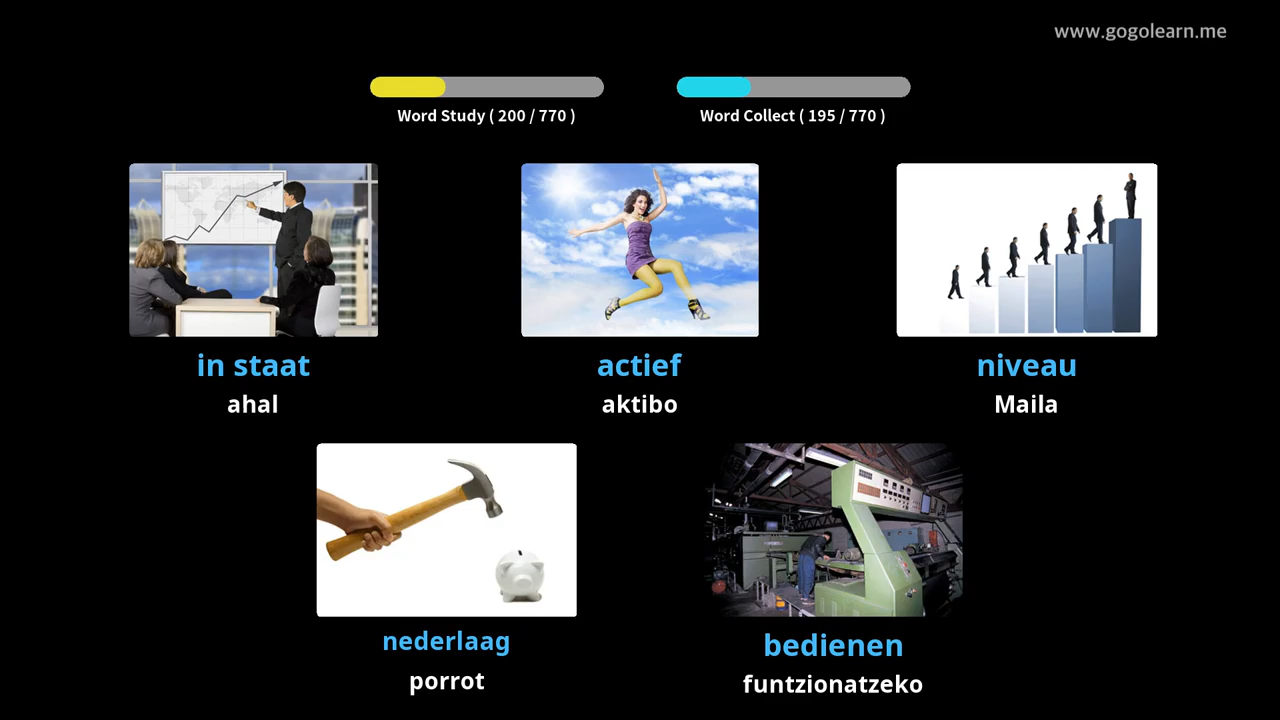 www.gogolearn.me
Word Study ( 200 / 770 )
Word Collect ( 195 / 770 )
in staat
ahal
actief
aktibo
niveau
Maila
nederlaag
porrot
bedienen
funtzionatzeko